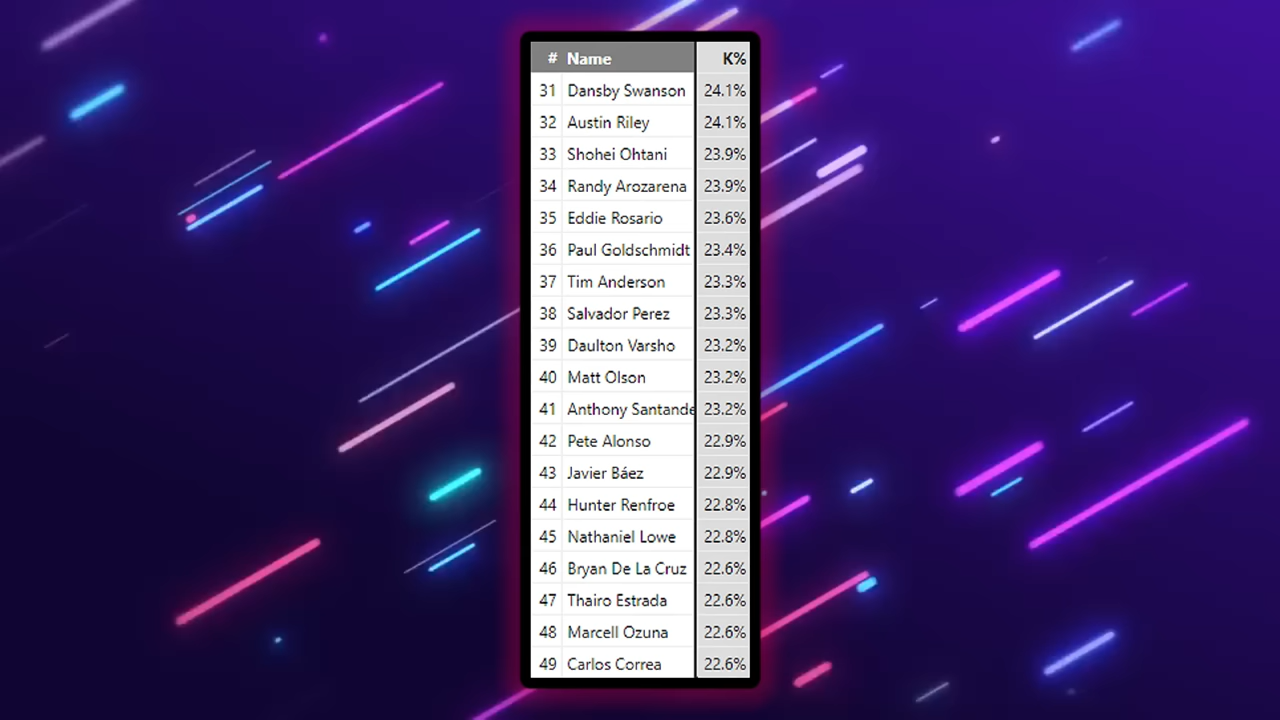 # Name K%
31 Dansby Swanson 24.1%
32 Austin Riley 24.1%
33 Shohei Ohtani 23.9%
34 Randy Arozarena 23.9%
35 Eddie Rosario 23.6%
36 Paul Goldschmidt 23.4%
37 Tim Anderson 23.3%
38 Salvador Perez 23.3%
39 Daulton Varsho 23.2%
40 Matt Olson 23.2%
41 Anthony Santande 23.2%
42 Pete Alonso 22.9%
43 Javier Báez 22.9%
44 Hunter Renfroe 22.8%
45 Nathaniel Lowe 22.8%
46 Bryan De La Cruz 22.6%
47 Thairo Estrada 22.6%
48 Marcell Ozuna 22.6%
49 Carlos Correa 22.6%